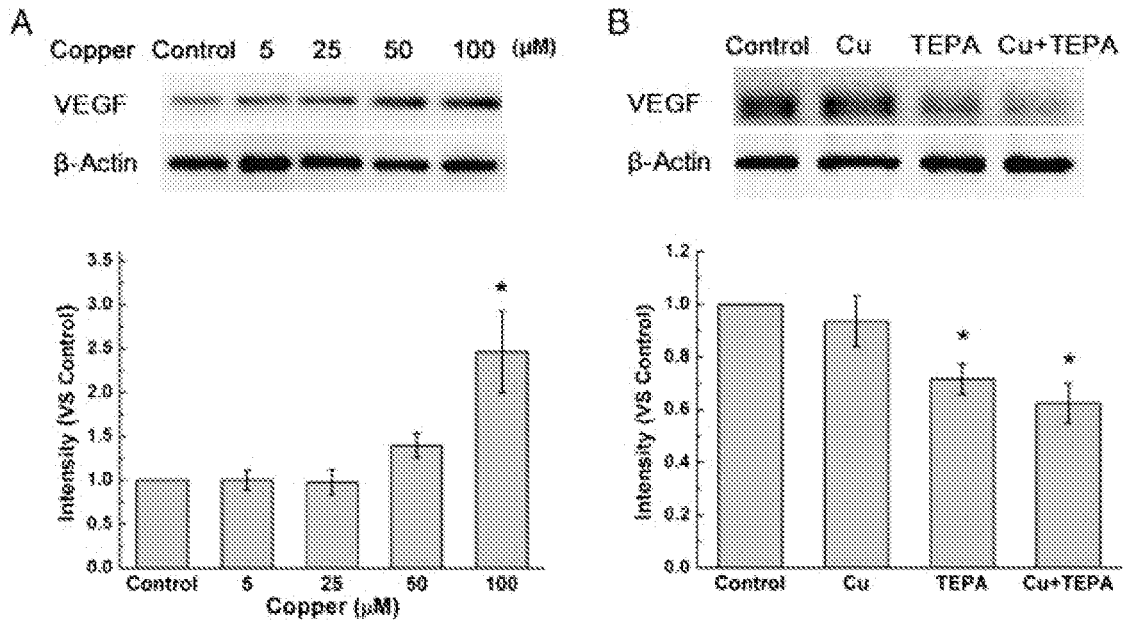 A
Copper Control 5 25 50 100 (μM)
VEGF
β-Actin
3.5
3.0
2.5
2.0
1.5
1.0
0.5
0.0
Intensity (VS Control)
*
Control 5 25 50 100
Copper (μM)
B
Control Cu TEPA Cu+TEPA
VEGF
β-Actin
1.2
1.0
0.8
0.6
0.4
0.2
0.0
Intensity (VS Control)
*
*
Control Cu TEPA Cu+TEPA